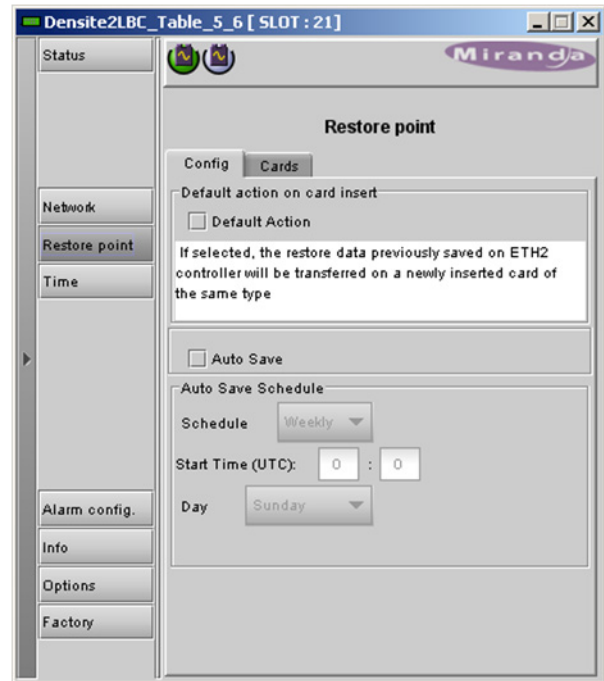 Densite2LBC_Table_5_6 [ SLOT : 21]
Status
Miranda
Restore point
Config
Cards
Default action on card insert
Network
Default Action
Restore point
If selected, the restore data previously saved on ETH2
controller will be transferred on a newly inserted card of
the same type
Time
Auto Save
Auto Save Schedule
Schedule Weekly
Start Time (UTC): 0 : 0
Day Sunday
Alarm config.
Info
Options
Factory